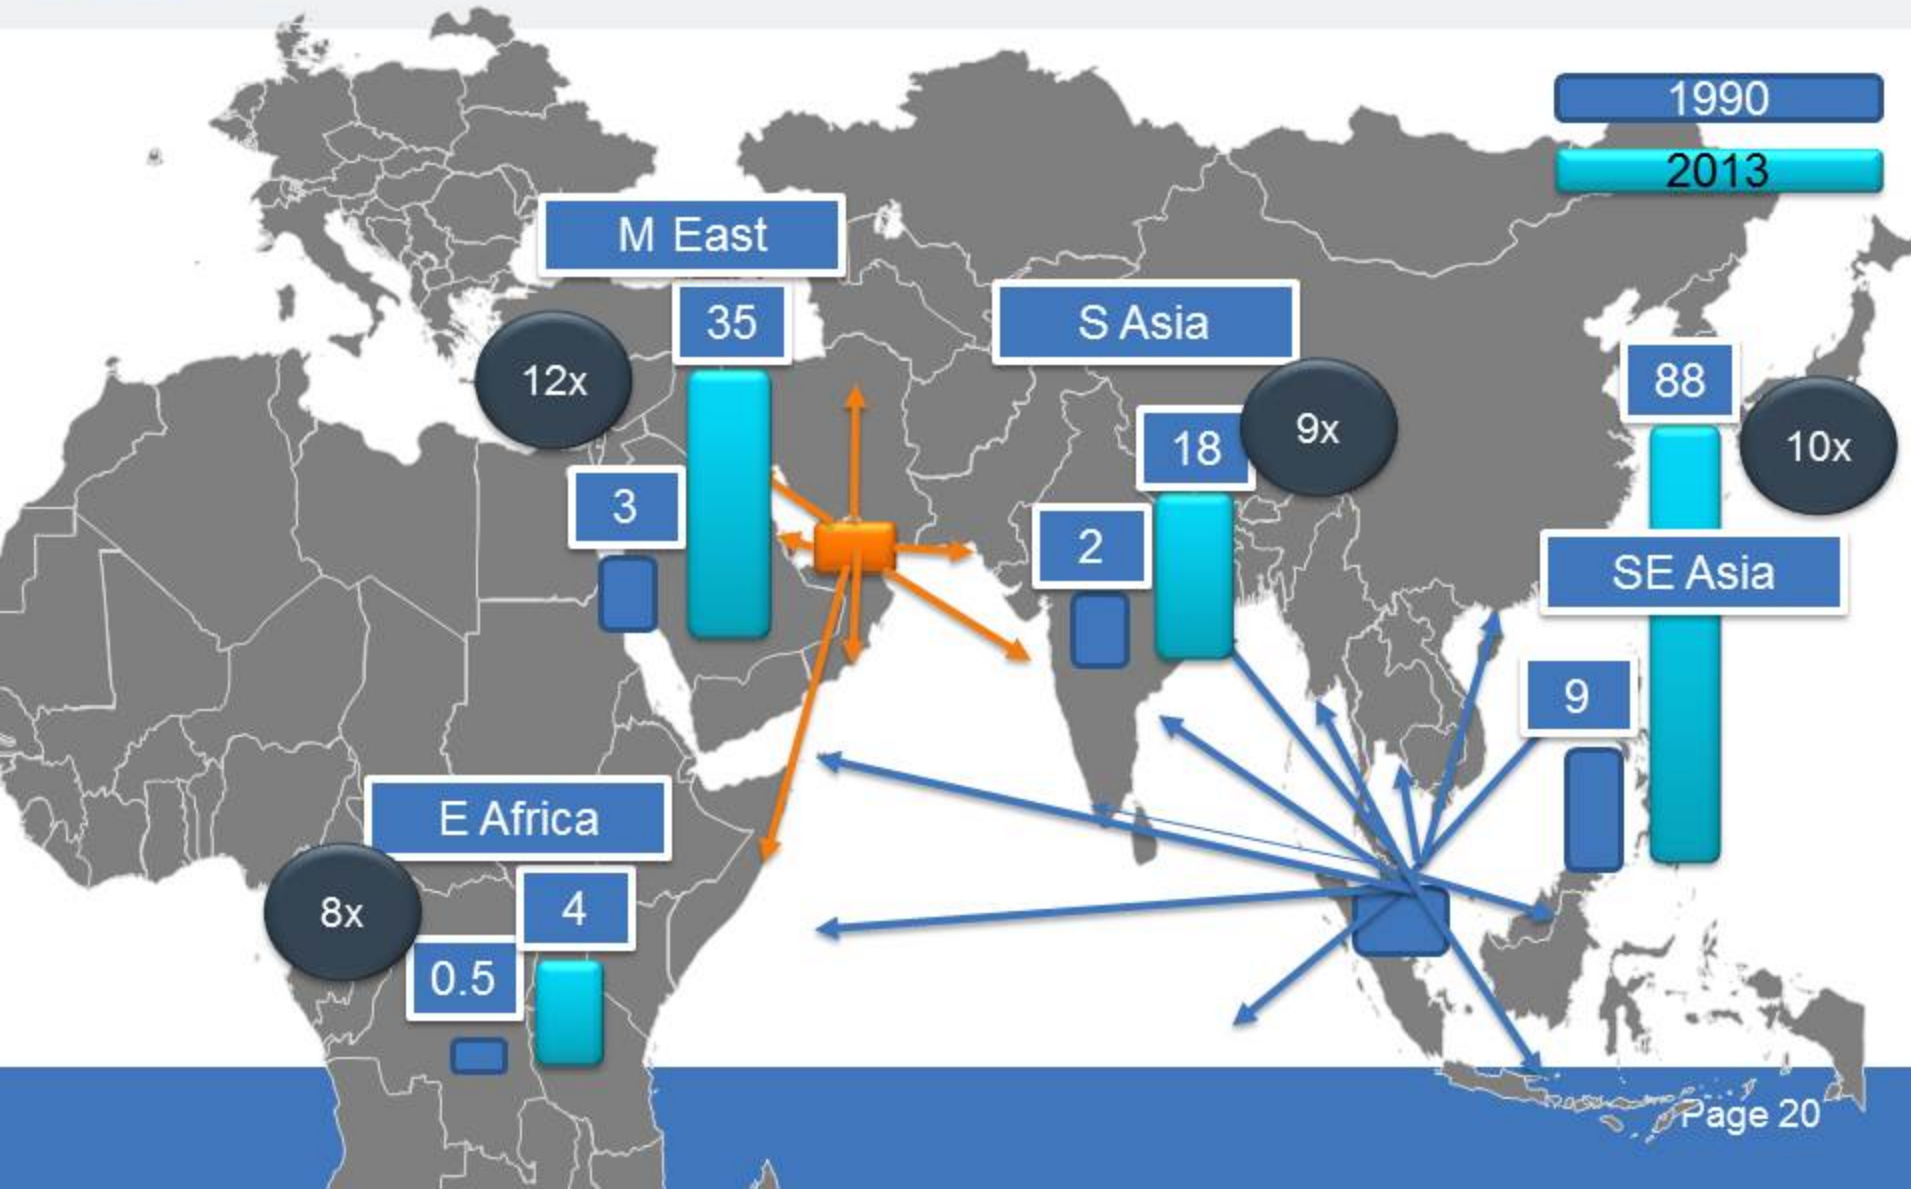 1990
2013
M East
35
12x
3
S Asia
18
9x
2
88
10x
SE Asia
9
E Africa
8x
4
0.5
Page 20